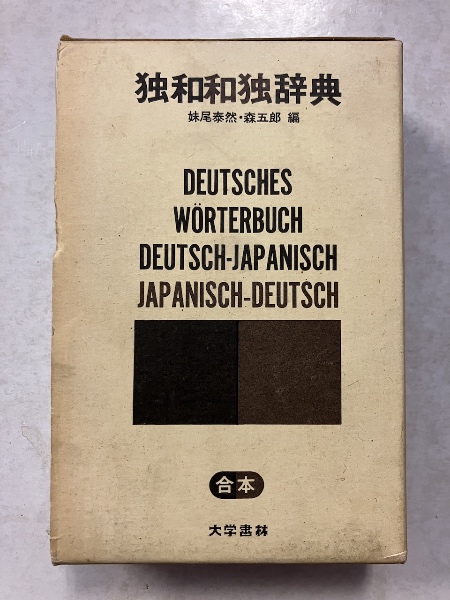 独和和独辞典
妹尾泰然・森五郎 編
DEUTSCHES
WÖRTERBUCH
DEUTSCH-JAPANISCH
JAPANISCH-DEUTSCH
合本
大学書林